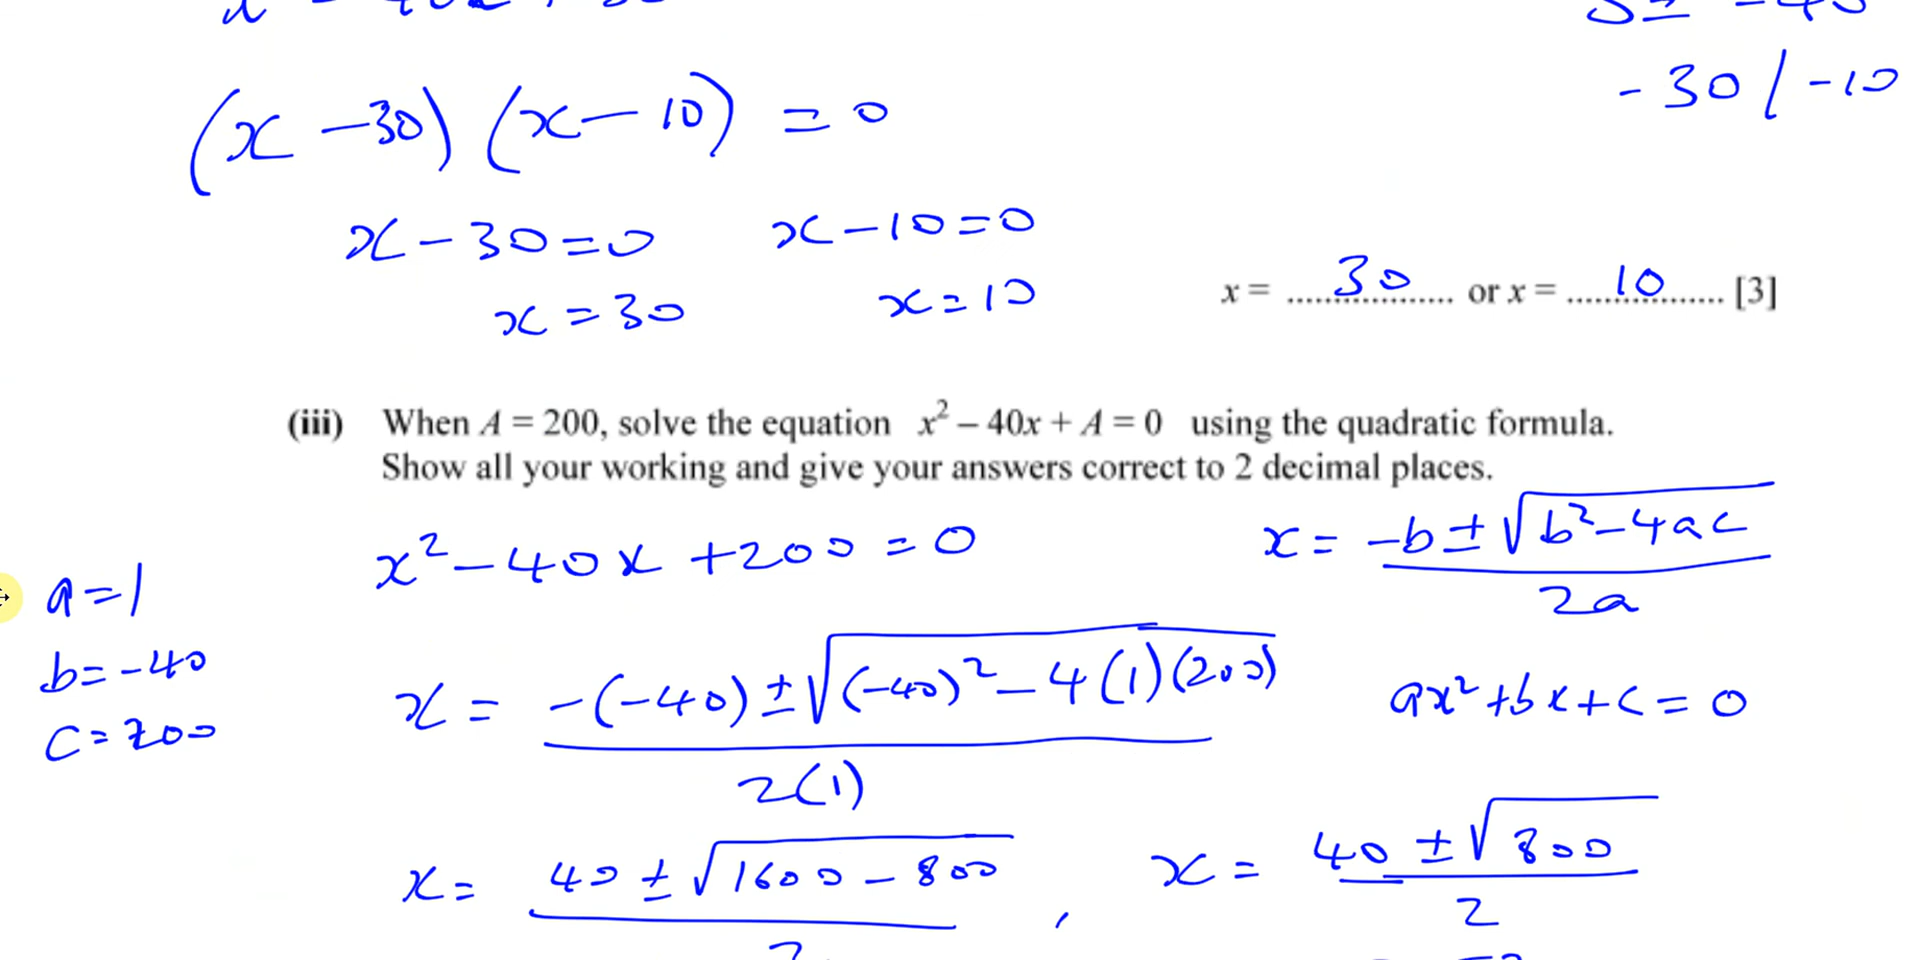 - 30 / -10
(x - 30) (x - 10) = 0
x - 30 = 0 x - 10 = 0
x = 30 x = 10
x = 30 or x = 10 [3]
(iii) When A = 200, solve the equation x² – 40x + A = 0 using the quadratic formula.
Show all your working and give your answers correct to 2 decimal places.
x² - 40x + 200 = 0
x = (-b ± √(b² - 4ac)) / 2a
a = 1
b = -40
c = 200
x = (-(-40) ± √((-40)² - 4(1)(200))) / 2(1)
ax² + bx + c = 0
x = (40 ± √(1600 - 800)) / 2 , x = (40 ± √800) / 2